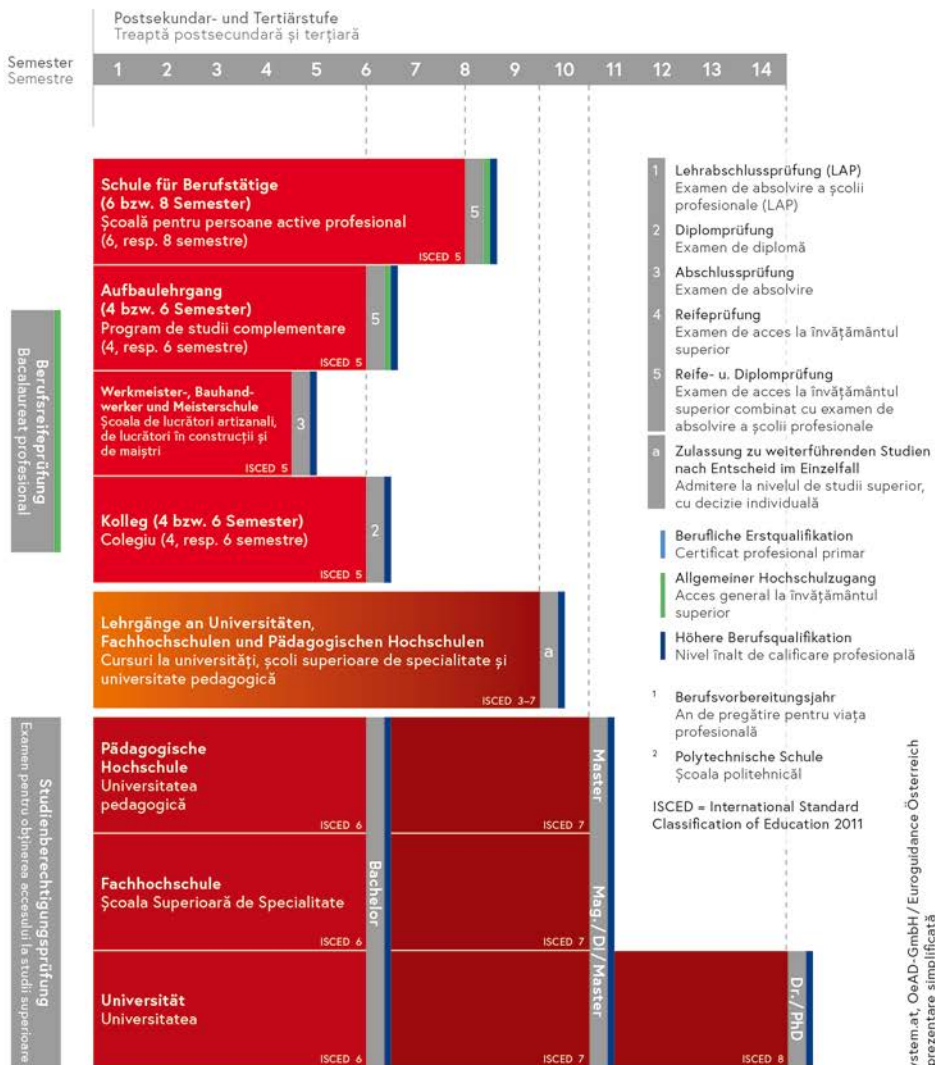 Postsekundar- und Tertiärstufe
Treaptă postsecundară și terțiară
Semester
Semestre
1 2 3 4 5 6 7 8 9 10 11 12 13 14
Schule für Berufstätige
(6 bzw. 8 Semester)
Școală pentru persoane active profesional
(6, resp. 8 semestre)
ISCED 5
5
Aufbaulehrgang
(4 bzw. 6 Semester)
Program de studii complementare
(4, resp. 6 semestre)
ISCED 5
5
Berufsreifeprüfung
Bacalaureat profesional
Werkmeister-, Bauhand-
werker und Meisterschule
Școala de lucrători artizanali,
de lucrători în construcții și
de maiștri
ISCED 5
3
Kolleg (4 bzw. 6 Semester)
Colegiu (4, resp. 6 semestre)
ISCED 5
2
Lehrgänge an Universitäten,
Fachhochschulen und Pädagogischen Hochschulen
Cursuri la universități, școli superioare de specialitate și
universitate pedagogică
ISCED 3–7
a
Studienberechtigungsprüfung
Examen pentru obținerea accesului la studii superioare
Pädagogische
Hochschule
Universitatea
pedagogică
ISCED 6
ISCED 7
Master
Fachhochschule
Școala Superioară de Specialitate
ISCED 6
Bachelor
ISCED 7
Mag. / DI / Master
Universität
Universitatea
ISCED 6
ISCED 7
ISCED 8
Dr. / PhD
1 Lehrabschlussprüfung (LAP)
Examen de absolvire a școlii
profesionale (LAP)
2 Diplomprüfung
Examen de diplomă
3 Abschlussprüfung
Examen de absolvire
4 Reifeprüfung
Examen de acces la învățământul
superior
5 Reife- u. Diplomprüfung
Examen de acces la învățământul
superior combinat cu examen de
absolvire a școlii profesionale
a Zulassung zu weiterführenden Studien
nach Entscheid im Einzelfall
Admitere la nivelul de studii superior,
cu decizie individuală
Berufliche Erstqualifikation
Certificat profesional primar
Allgemeiner Hochschulzugang
Acces general la învățământul
superior
Höhere Berufsqualifikation
Nivel înalt de calificare profesională
1 Berufsvorbereitungsjahr
An de pregătire pentru viața
profesională
2 Polytechnische Schule
Școala politehnicăl
ISCED = International Standard
Classification of Education 2011
ystem.at, OeAD-GmbH / Euroguidance Österreich
prezentare simplificată